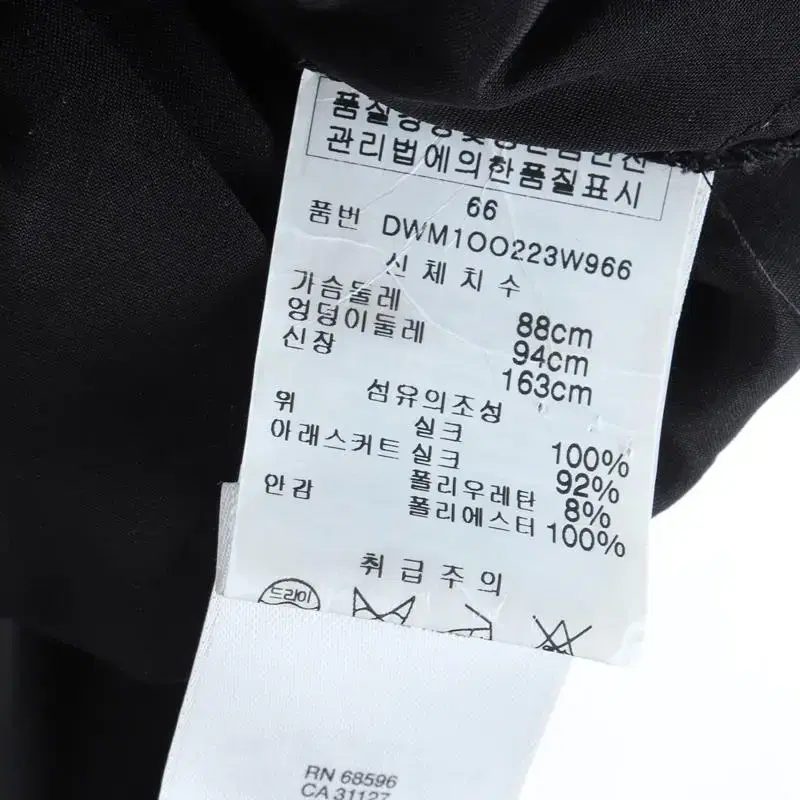 관리법에의한품질표시
66
품번 DWM100223W966
신체치수
가슴둘레 88cm
엉덩이둘레 94cm
신장 163cm
섬유의조성
위 실크 100%
아래스커트 실크 92%
폴리우레탄 8%
안감 폴리에스터 100%
취급주의
드라이
RN 68596
CA 31127